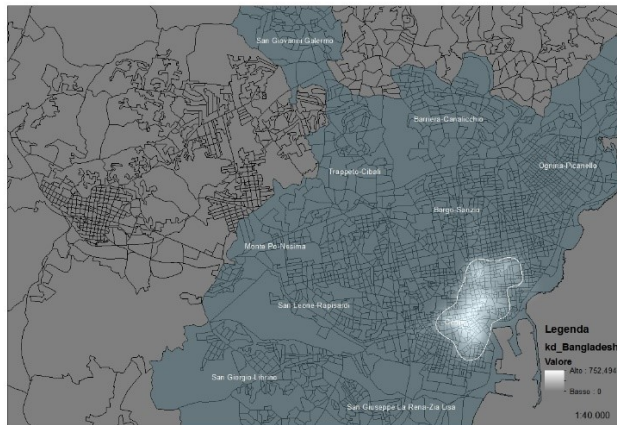 San Giovanni Galermo
Barriera-Canalicchio
Ognina-Picanello
Trappeto-Cibali
Borgo-Sanzio
Monte Po-Nesima
San Leone-Rapisardi
San Giorgio-Librino
San Giuseppe La Rena-Zia Lisa
Legenda
kd_Bangladesh
Valore
Alto : 752,494
Basso : 0
1:40.000